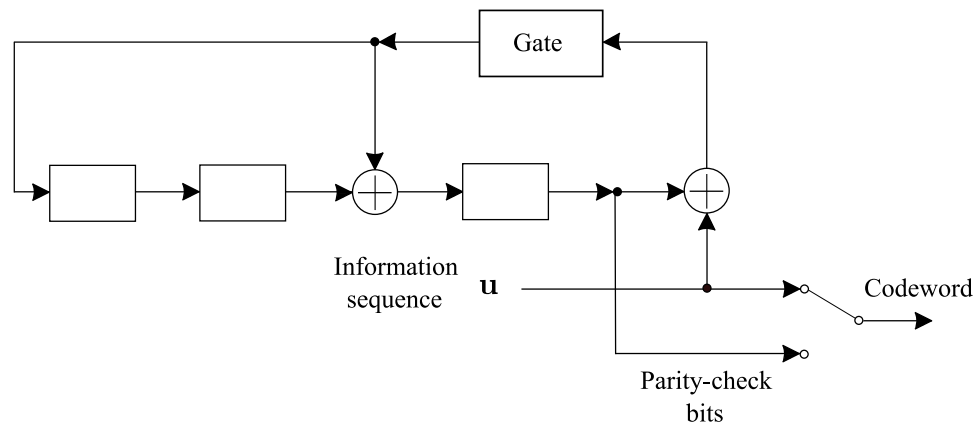 Gate
Information
sequence
u
Codeword
Parity-check
bits